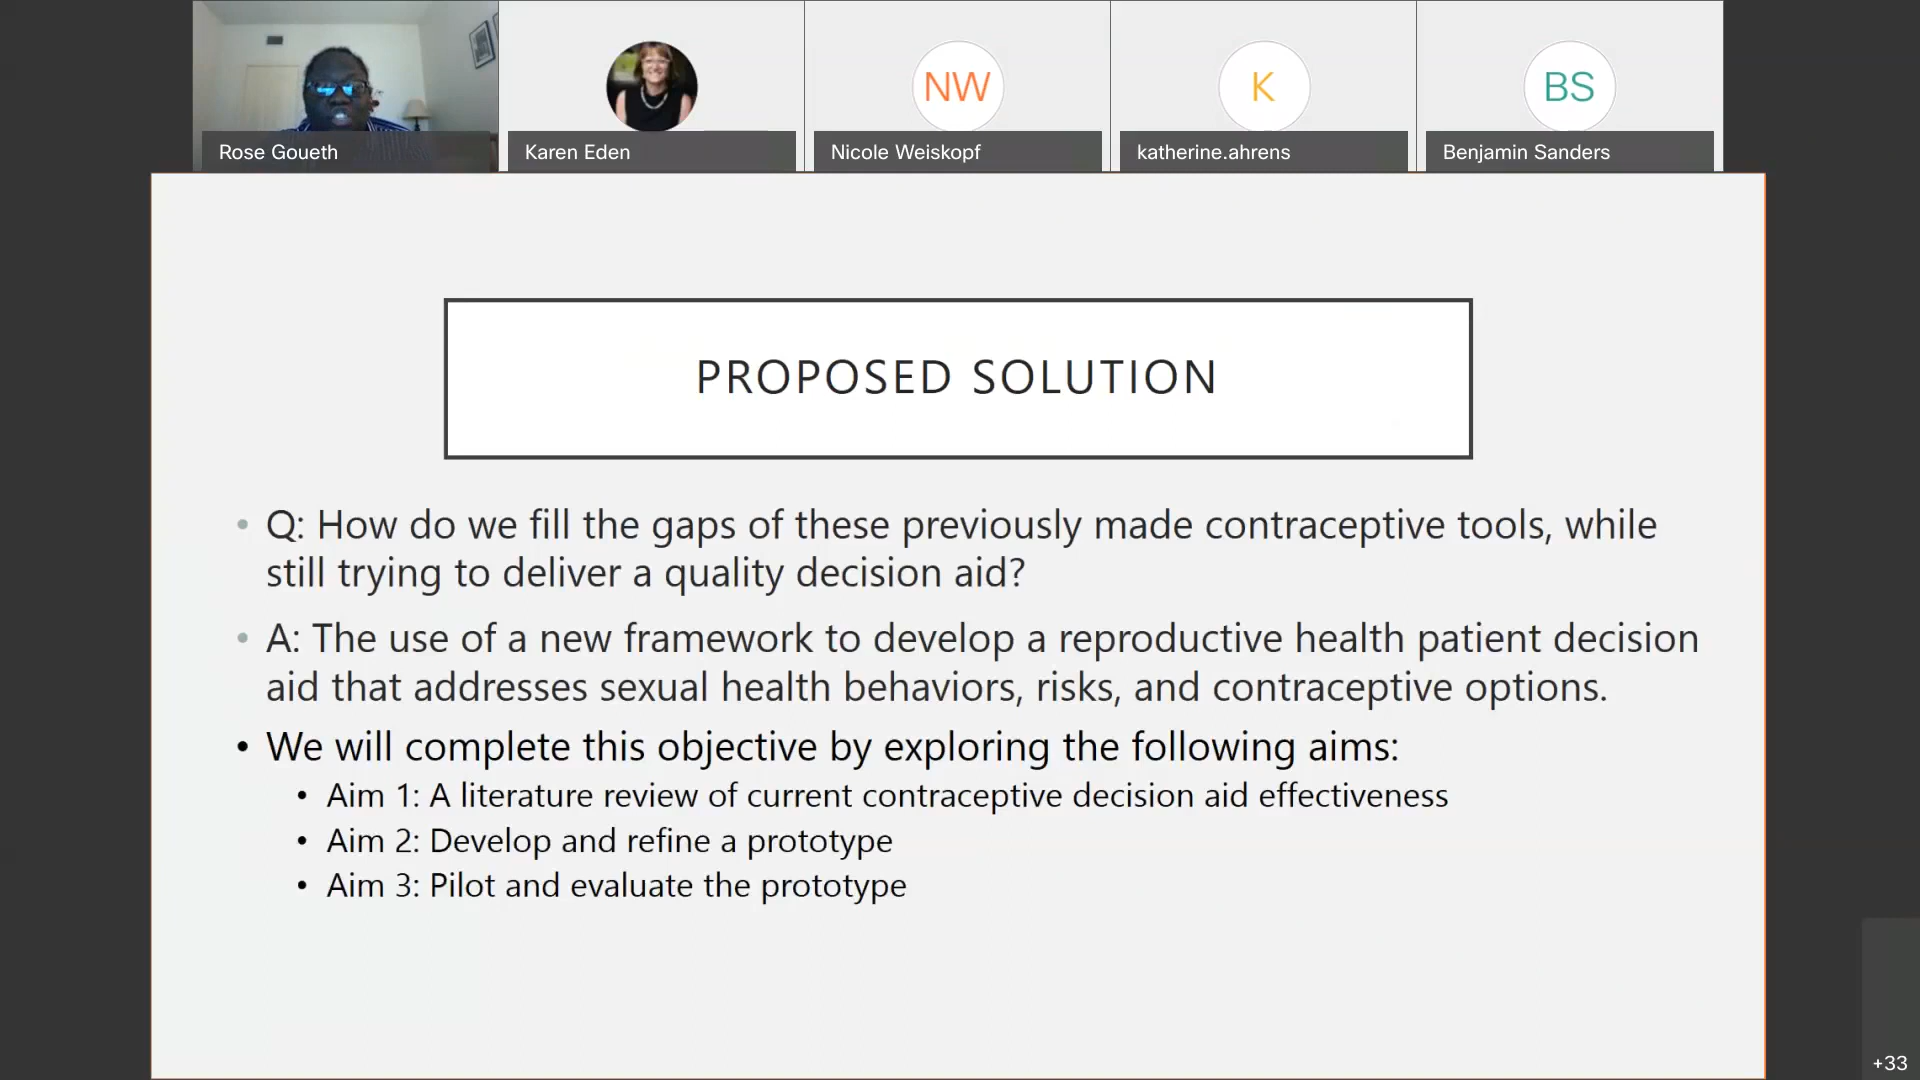 NW
K
BS
Rose Goueth
Karen Eden
Nicole Weiskopf
katherine.ahrens
Benjamin Sanders
PROPOSED SOLUTION
• Q: How do we fill the gaps of these previously made contraceptive tools, while
still trying to deliver a quality decision aid?
• A: The use of a new framework to develop a reproductive health patient decision
aid that addresses sexual health behaviors, risks, and contraceptive options.
• We will complete this objective by exploring the following aims:
• Aim 1: A literature review of current contraceptive decision aid effectiveness
• Aim 2: Develop and refine a prototype
• Aim 3: Pilot and evaluate the prototype
+33